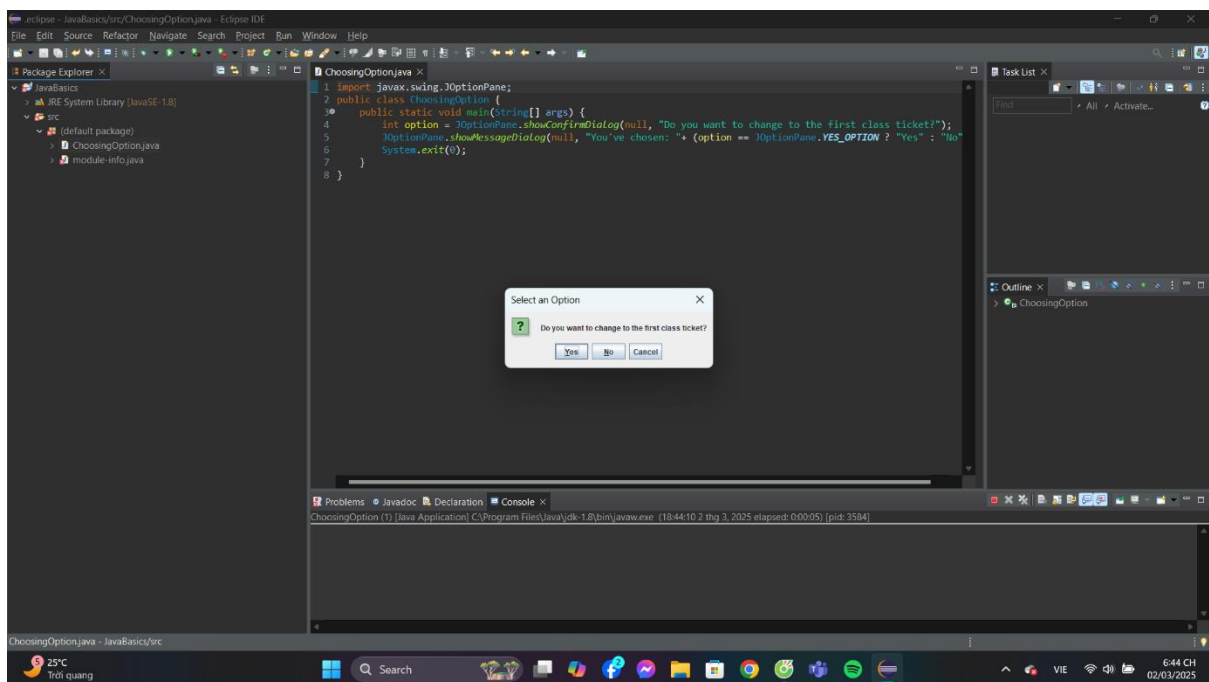 .eclipse - JavaBasics/src/ChoosingOption.java - Eclipse IDE
File Edit Source Refactor Navigate Search Project Run Window Help
Package Explorer
JavaBasics
JRE System Library [JavaSE-1.8]
src
(default package)
ChoosingOption.java
module-info.java
ChoosingOption.java
1 import javax.swing.JOptionPane;
2 public class ChoosingOption {
3 public static void main(String[] args) {
4 int option = JOptionPane.showConfirmDialog(null, "Do you want to change to the first class ticket?");
5 JOptionPane.showMessageDialog(null, "You've chosen: "+ (option == JOptionPane.YES_OPTION ? "Yes" : "No"
6 System.exit(0);
7 }
8 }
Task List
Find All Activate...
Outline
ChoosingOption
Select an Option
Do you want to change to the first class ticket?
Yes No Cancel
Problems Javadoc Declaration Console
ChoosingOption (1) [Java Application] C:\Program Files\Java\jdk-1.8\bin\javaw.exe (18:44:10 2 thg 3, 2025 elapsed: 0:00:05) [pid: 3584]
ChoosingOption.java - JavaBasics/src
5
25°C
Trời quang
Search
VIE
6:44 CH
02/03/2025